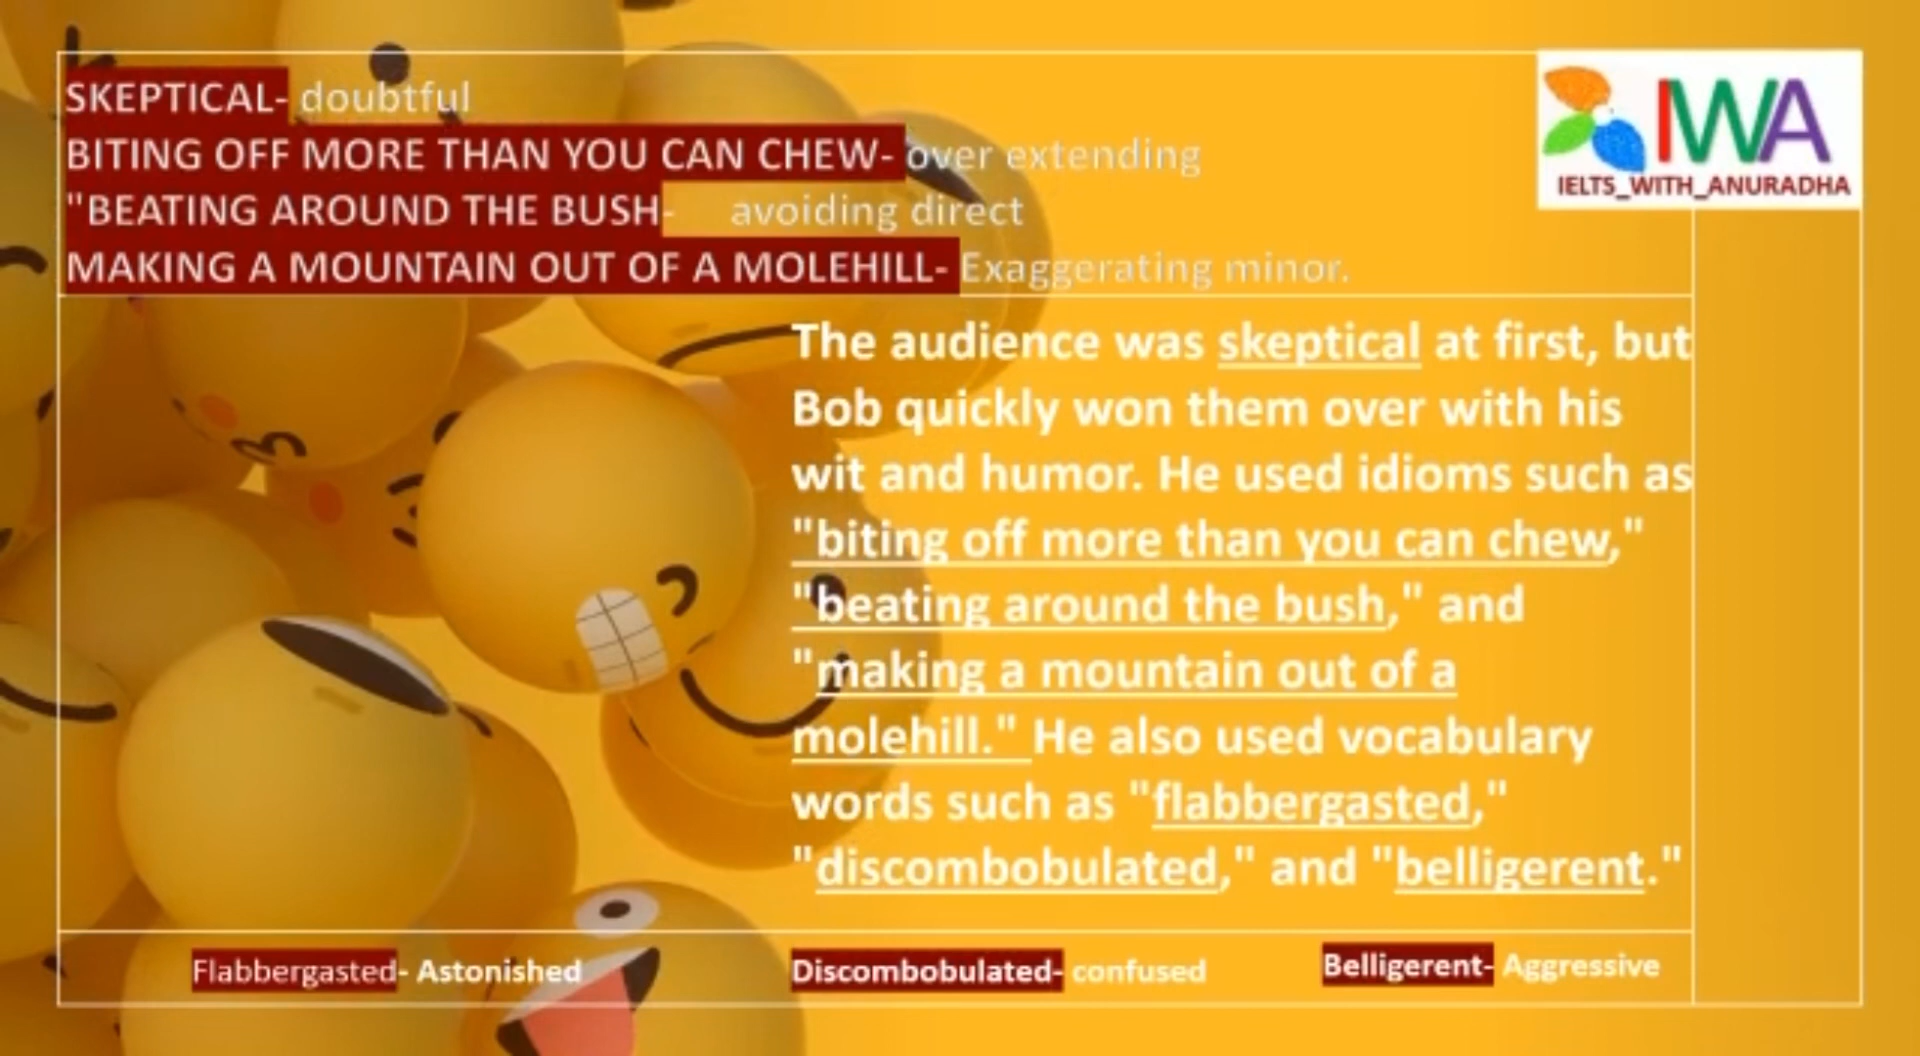 SKEPTICAL- doubtful
BITING OFF MORE THAN YOU CAN CHEW- over extending
"BEATING AROUND THE BUSH- avoiding direct
MAKING A MOUNTAIN OUT OF A MOLEHILL- Exaggerating minor.
IWA
IELTS_WITH_ANURADHA
The audience was skeptical at first, but
Bob quickly won them over with his
wit and humor. He used idioms such as
"biting off more than you can chew,"
"beating around the bush," and
"making a mountain out of a
molehill." He also used vocabulary
words such as "flabbergasted,"
"discombobulated," and "belligerent."
Flabbergasted- Astonished
Discombobulated- confused
Belligerent- Aggressive